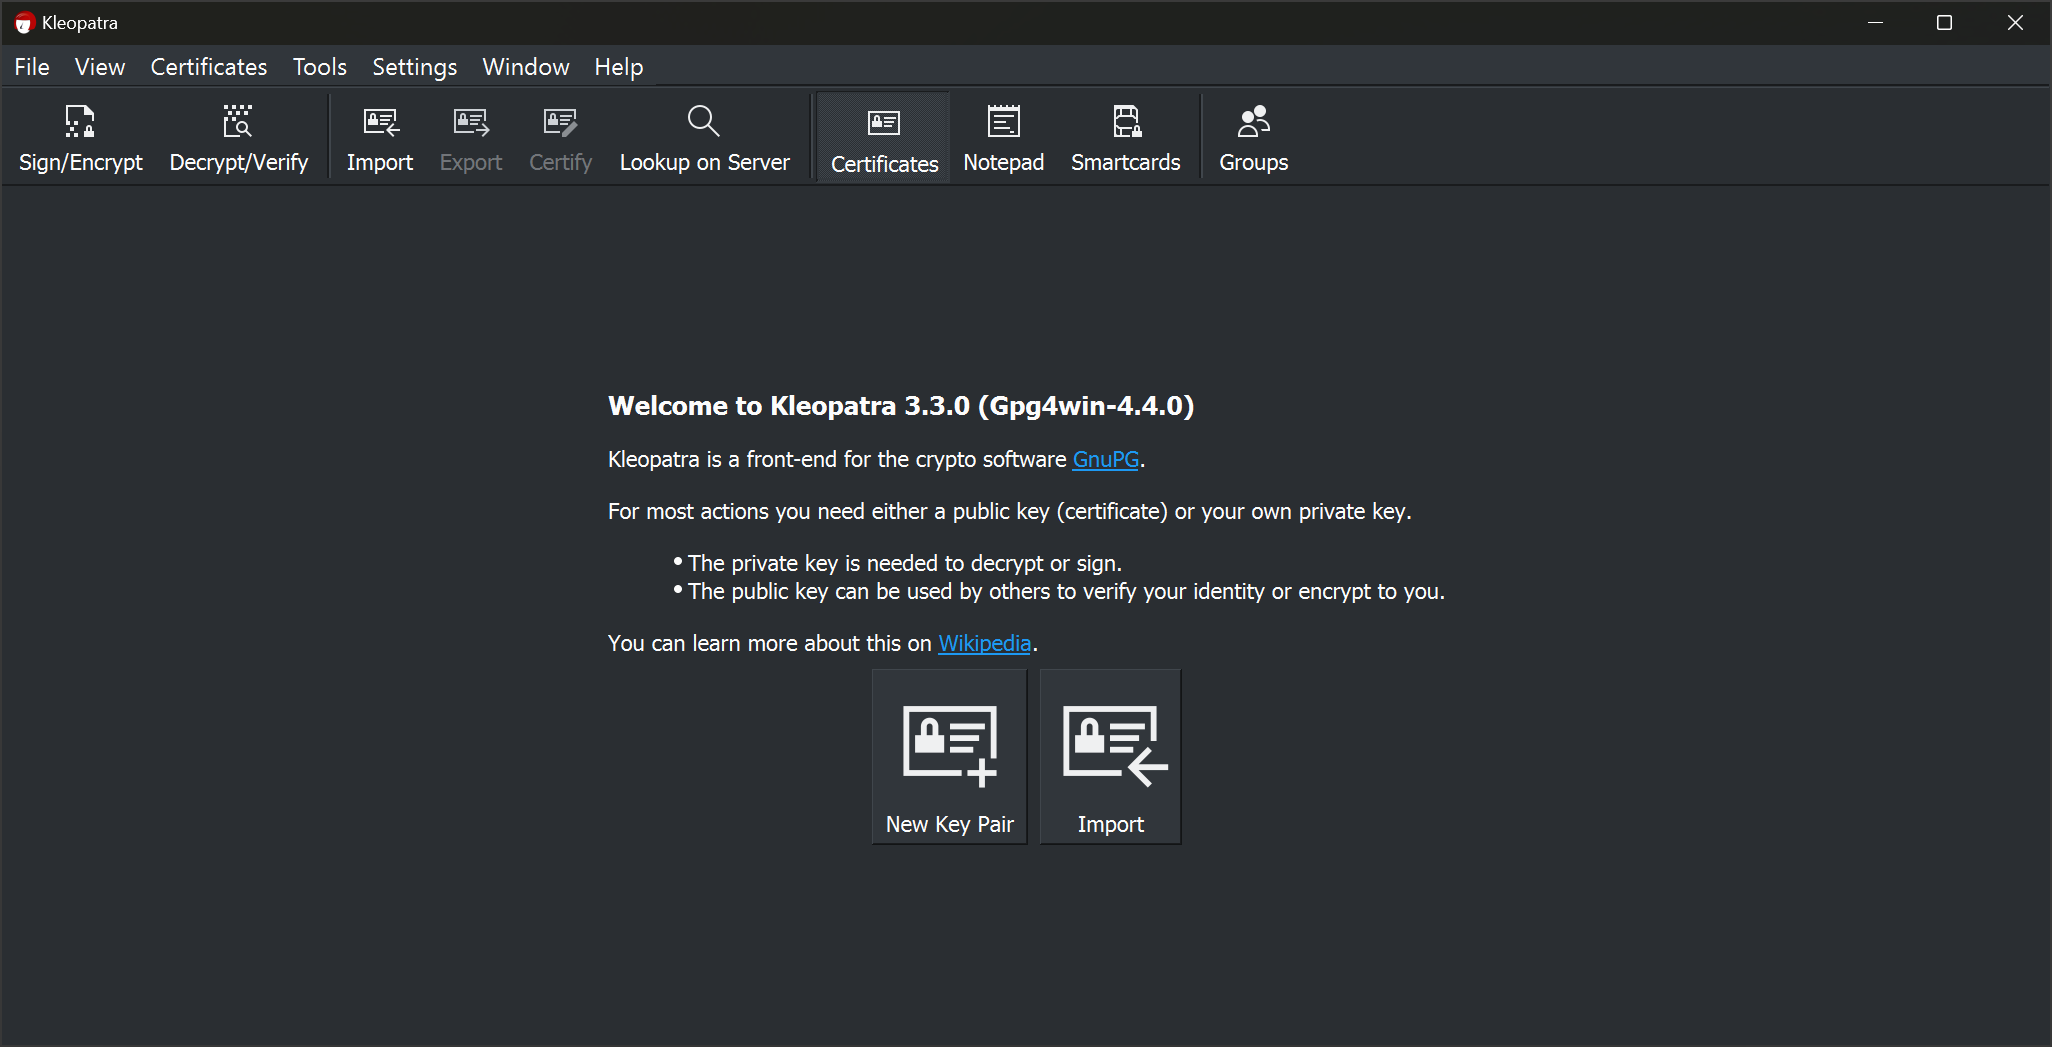 Kleopatra
File View Certificates Tools Settings Window Help
Sign/Encrypt Decrypt/Verify Import Export Certify Lookup on Server Certificates Notepad Smartcards Groups
Welcome to Kleopatra 3.3.0 (Gpg4win-4.4.0)
Kleopatra is a front-end for the crypto software GnuPG.
For most actions you need either a public key (certificate) or your own private key.
• The private key is needed to decrypt or sign.
• The public key can be used by others to verify your identity or encrypt to you.
You can learn more about this on Wikipedia.
New Key Pair Import